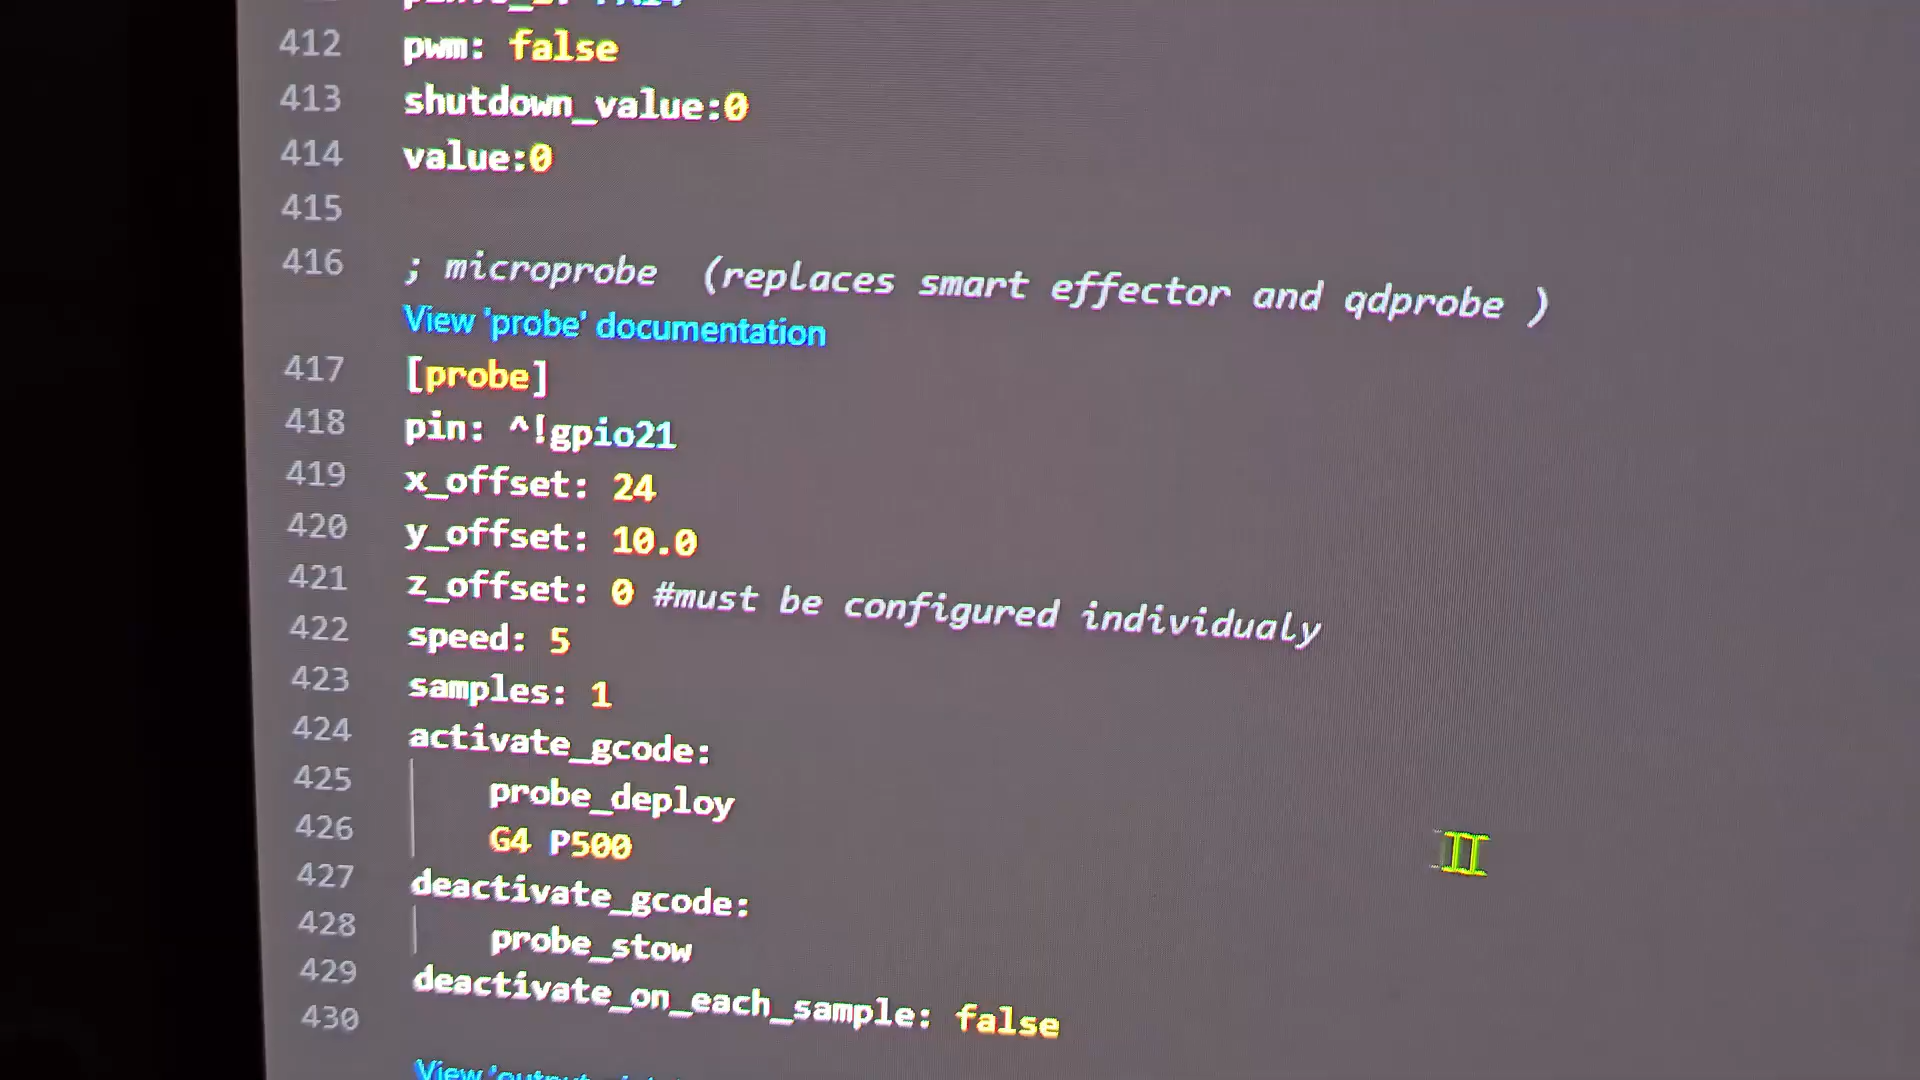 412 pwm: false
413 shutdown_value:0
414 value:0
415
416 ; microprobe (replaces smart effector and qdprobe )
View 'probe' documentation
417 [probe]
418 pin: ^!gpio21
419 x_offset: 24
420 y_offset: 10.0
421 z_offset: 0 #must be configured individualy
422 speed: 5
423 samples: 1
424 activate_gcode:
425 probe_deploy
426 G4 P500
427 deactivate_gcode:
428 probe_stow
429 deactivate_on_each_sample: false
430
View